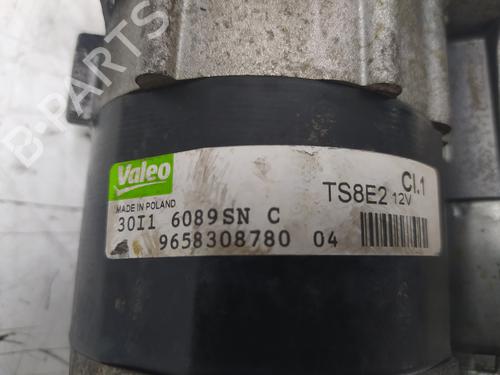 B-PARTS
Valeo
MADE IN POLAND
TS8E2 12V Cl.1
30I1 6089SN C
9658308780 04